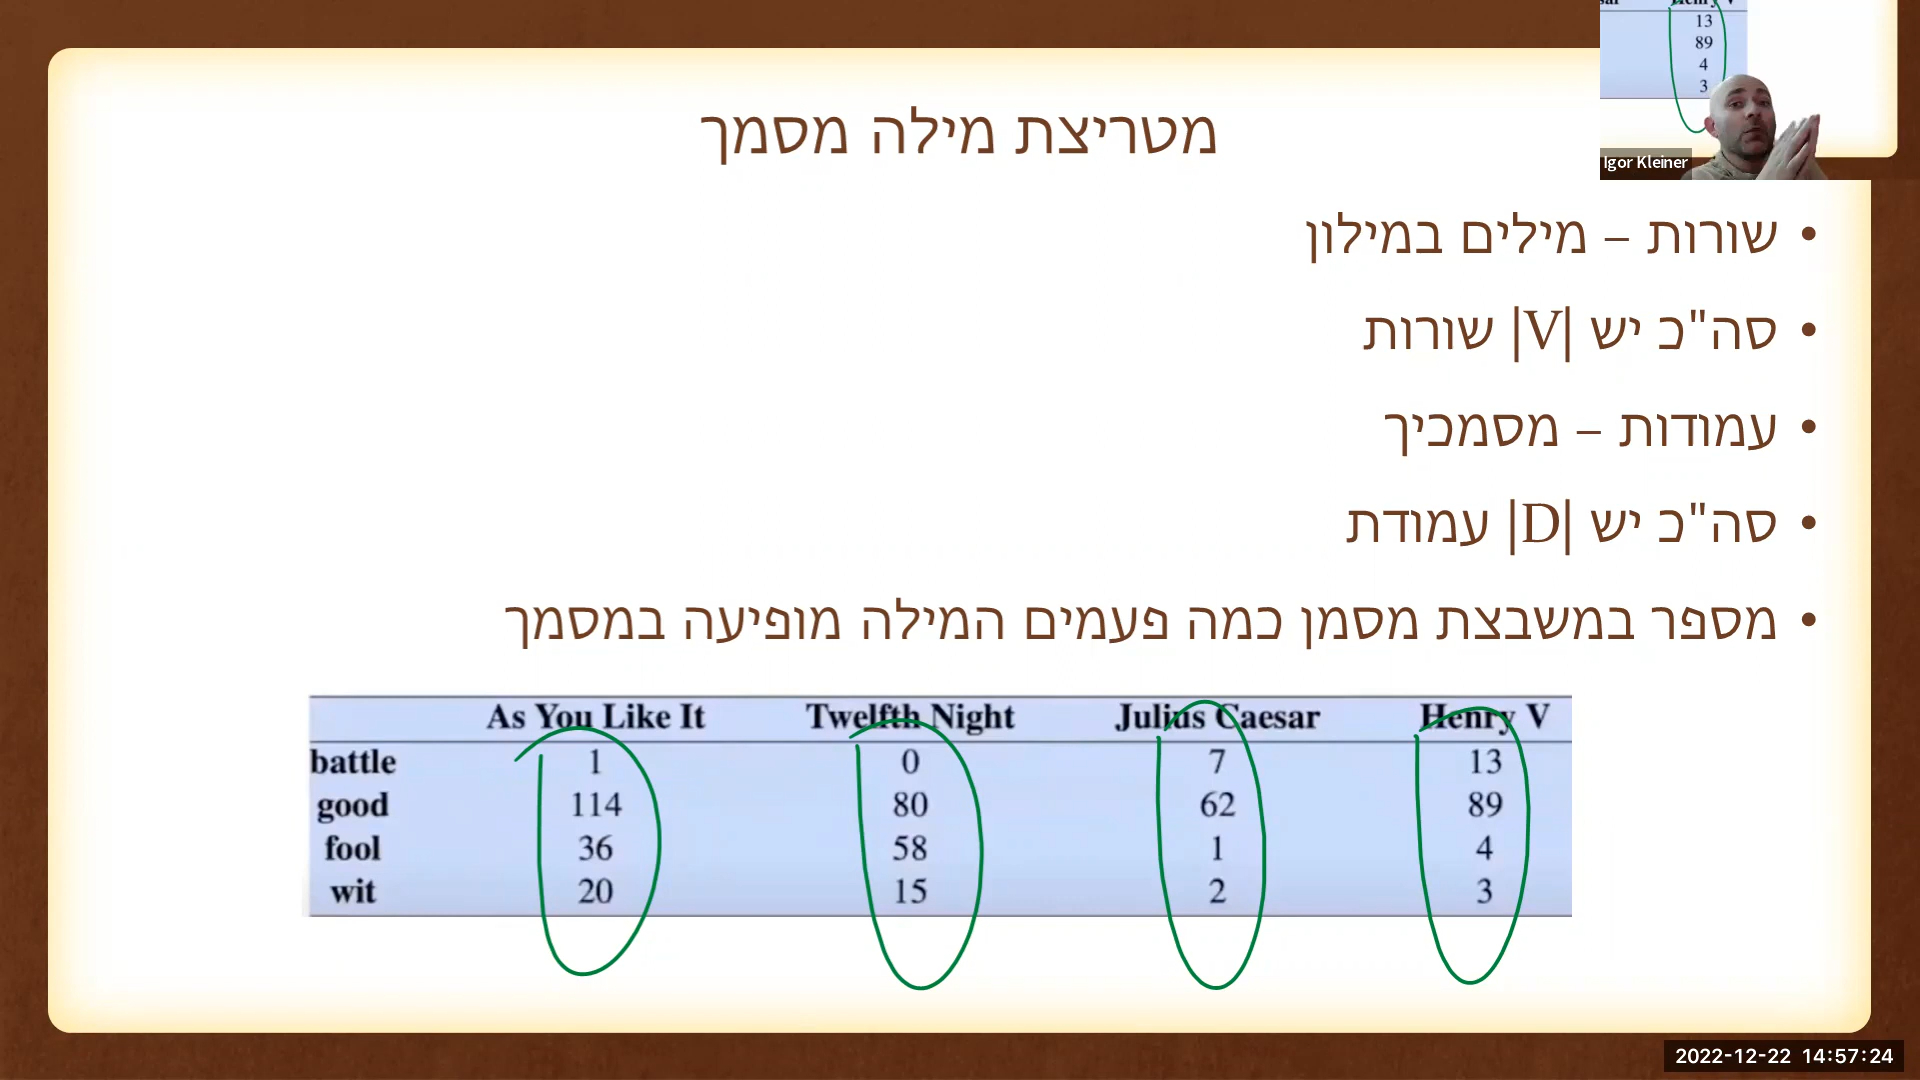 מטריצת מילה מסמך
• שורות – מילים במילון
• סה"כ יש |V| שורות
• עמודות – מסמכיך
• סה"כ יש |D| עמודת
• מספר במשבצת מסמן כמה פעמים המילה מופיעה במסמך
As You Like It Twelfth Night Julius Caesar Henry V
battle 1 0 7 13
good 114 80 62 89
fool 36 58 1 4
wit 20 15 2 3
Henry V
13
89
4
3
Igor Kleiner
2022-12-22 14:57:24